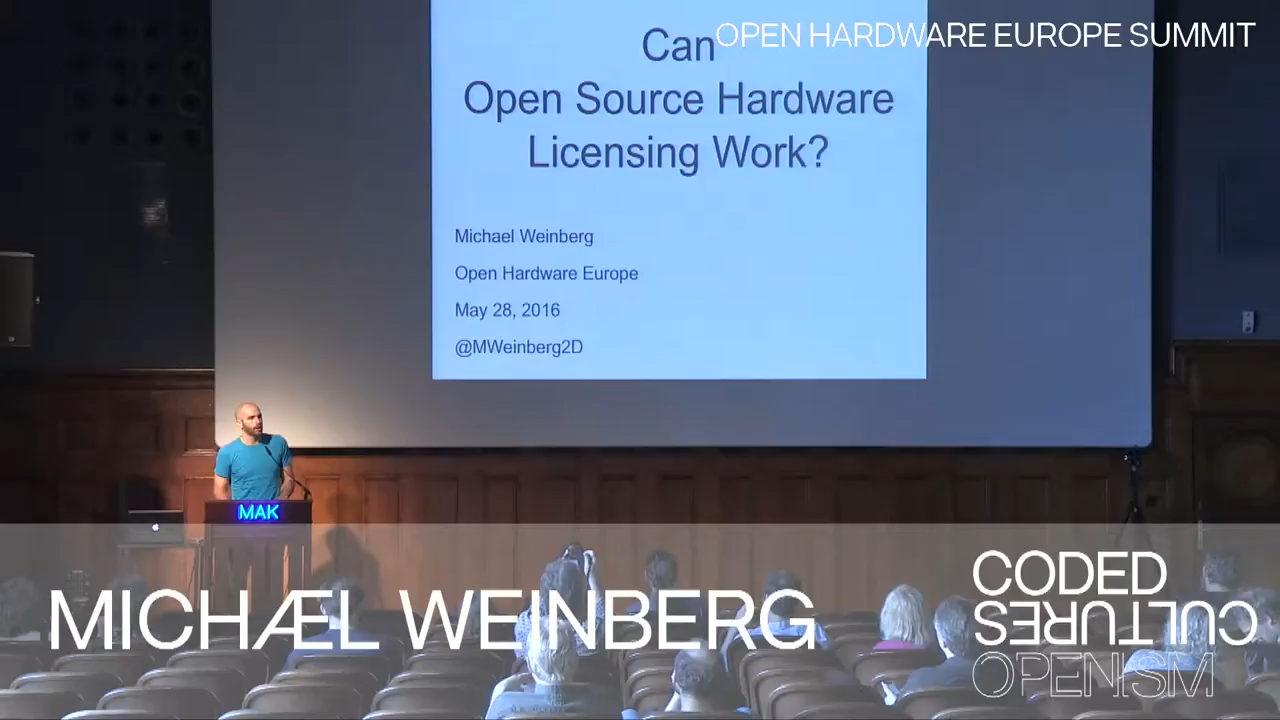 OPEN HARDWARE EUROPE SUMMIT
Can
Open Source Hardware
Licensing Work?
Michael Weinberg
Open Hardware Europe
May 28, 2016
@MWeinberg2D
MAK
MICHÆL WEINBERG
CODED
CULTURES
OPENISM